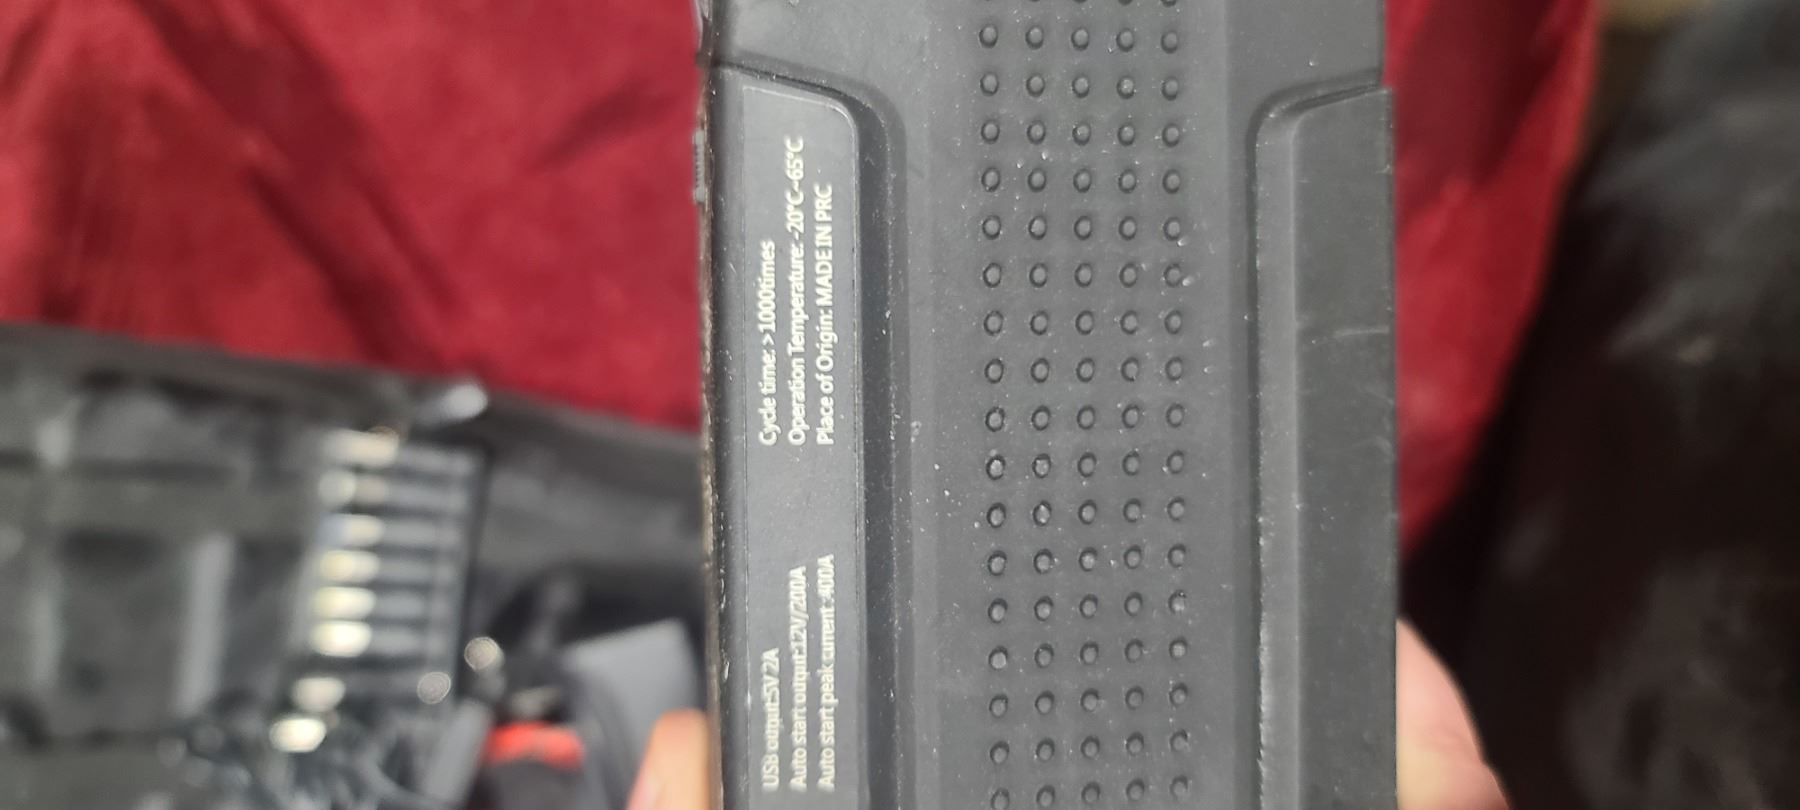 USB output:5V 2A
Auto start output:12V/200A
Auto start peak current :400A
Cycle time: >1000times
Operation Temperature: -20°C~65°C
Place of Origin: MADE IN PRC